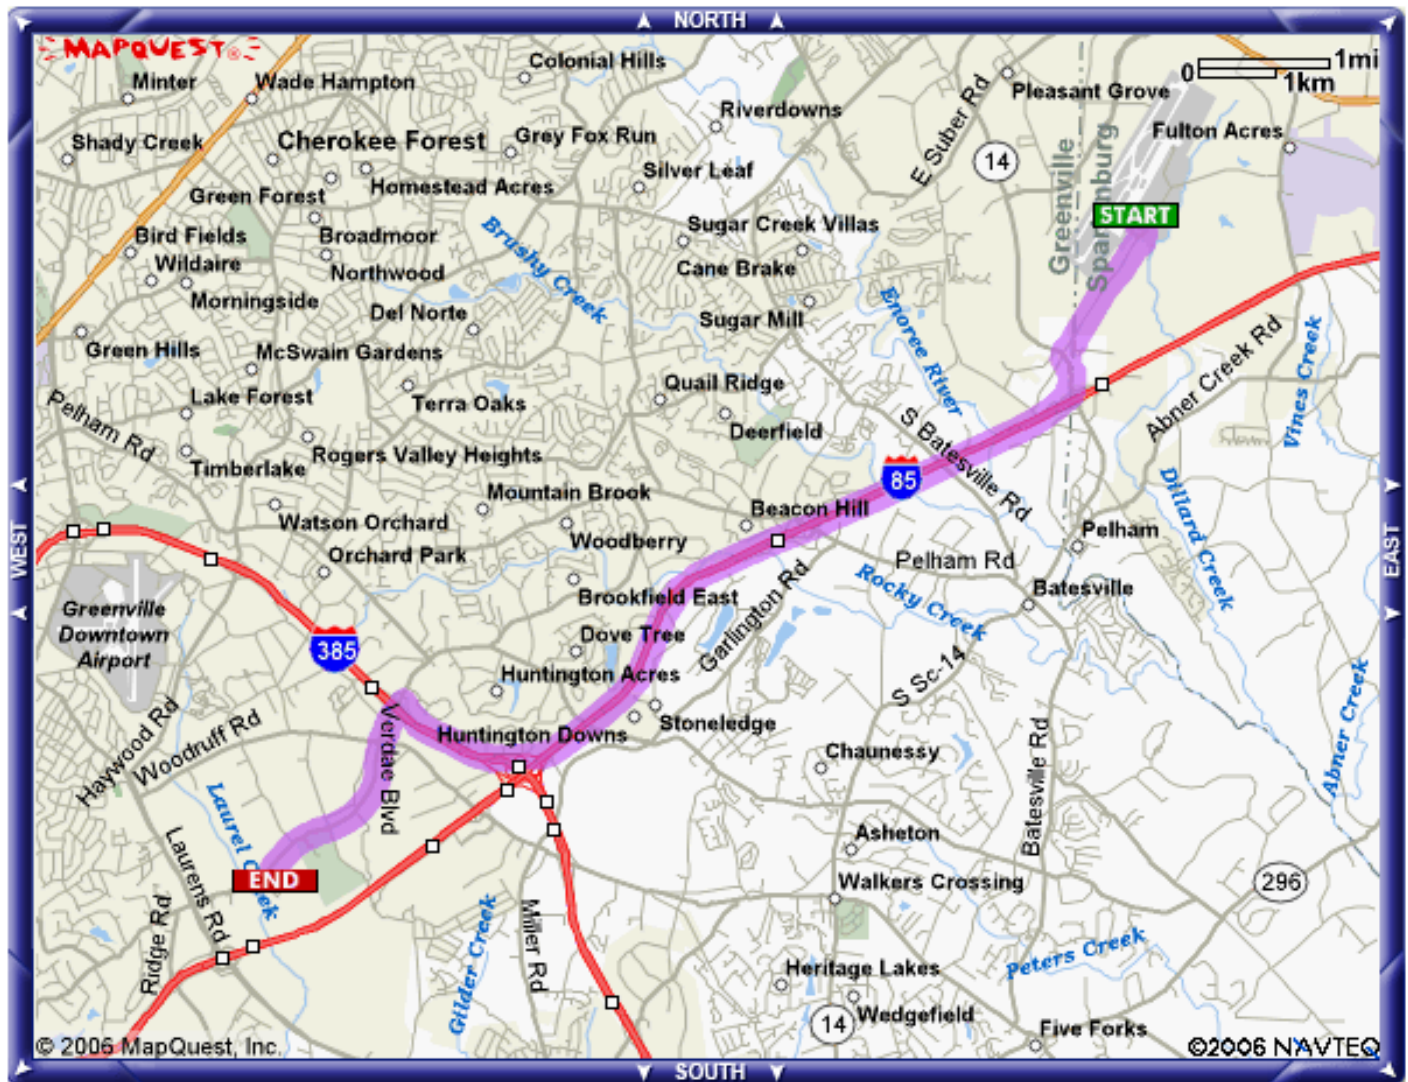 NORTH
MAPQUEST®
Colonial Hills
1mi
0
1km
Minter
Wade Hampton
Pleasant Grove
Riverdowns
E Suber Rd
Shady Creek
Cherokee Forest
Grey Fox Run
Fulton Acres
14
Greenville
Spartanburg
Silver Leaf
Green Forest
Homestead Acres
START
Bird Fields
Broadmoor
Brushy Creek
Sugar Creek Villas
Wildaire
Northwood
Cane Brake
Morningside
Del Norte
Sugar Mill
Enoree River
Green Hills
McSwain Gardens
Abner Creek Rd
Vines Creek
Pelham Rd
Lake Forest
Terra Oaks
Quail Ridge
Deerfield
S Batesville Rd
Timberlake
Rogers Valley Heights
85
Dillard Creek
Mountain Brook
Beacon Hill
WEST
Watson Orchard
Woodberry
Pelham
EAST
Orchard Park
Pelham Rd
Rocky Creek
Batesville
Greenville
Downtown
Airport
Brookfield East
Garlington Rd
385
Dove Tree
Huntington Acres
S Sc-14
Haywood Rd
Woodruff Rd
Verdae Blvd
Huntington Downs
Stoneledge
Chaunessy
Batesville Rd
Abner Creek
Laurel Creek
Laurens Rd
Asheton
END
Walkers Crossing
296
Ridge Rd
Gilder Creek
Miller Rd
Peters Creek
Heritage Lakes
14
Wedgefield
Five Forks
© 2006 MapQuest, Inc.
©2006 NAVTEQ
SOUTH